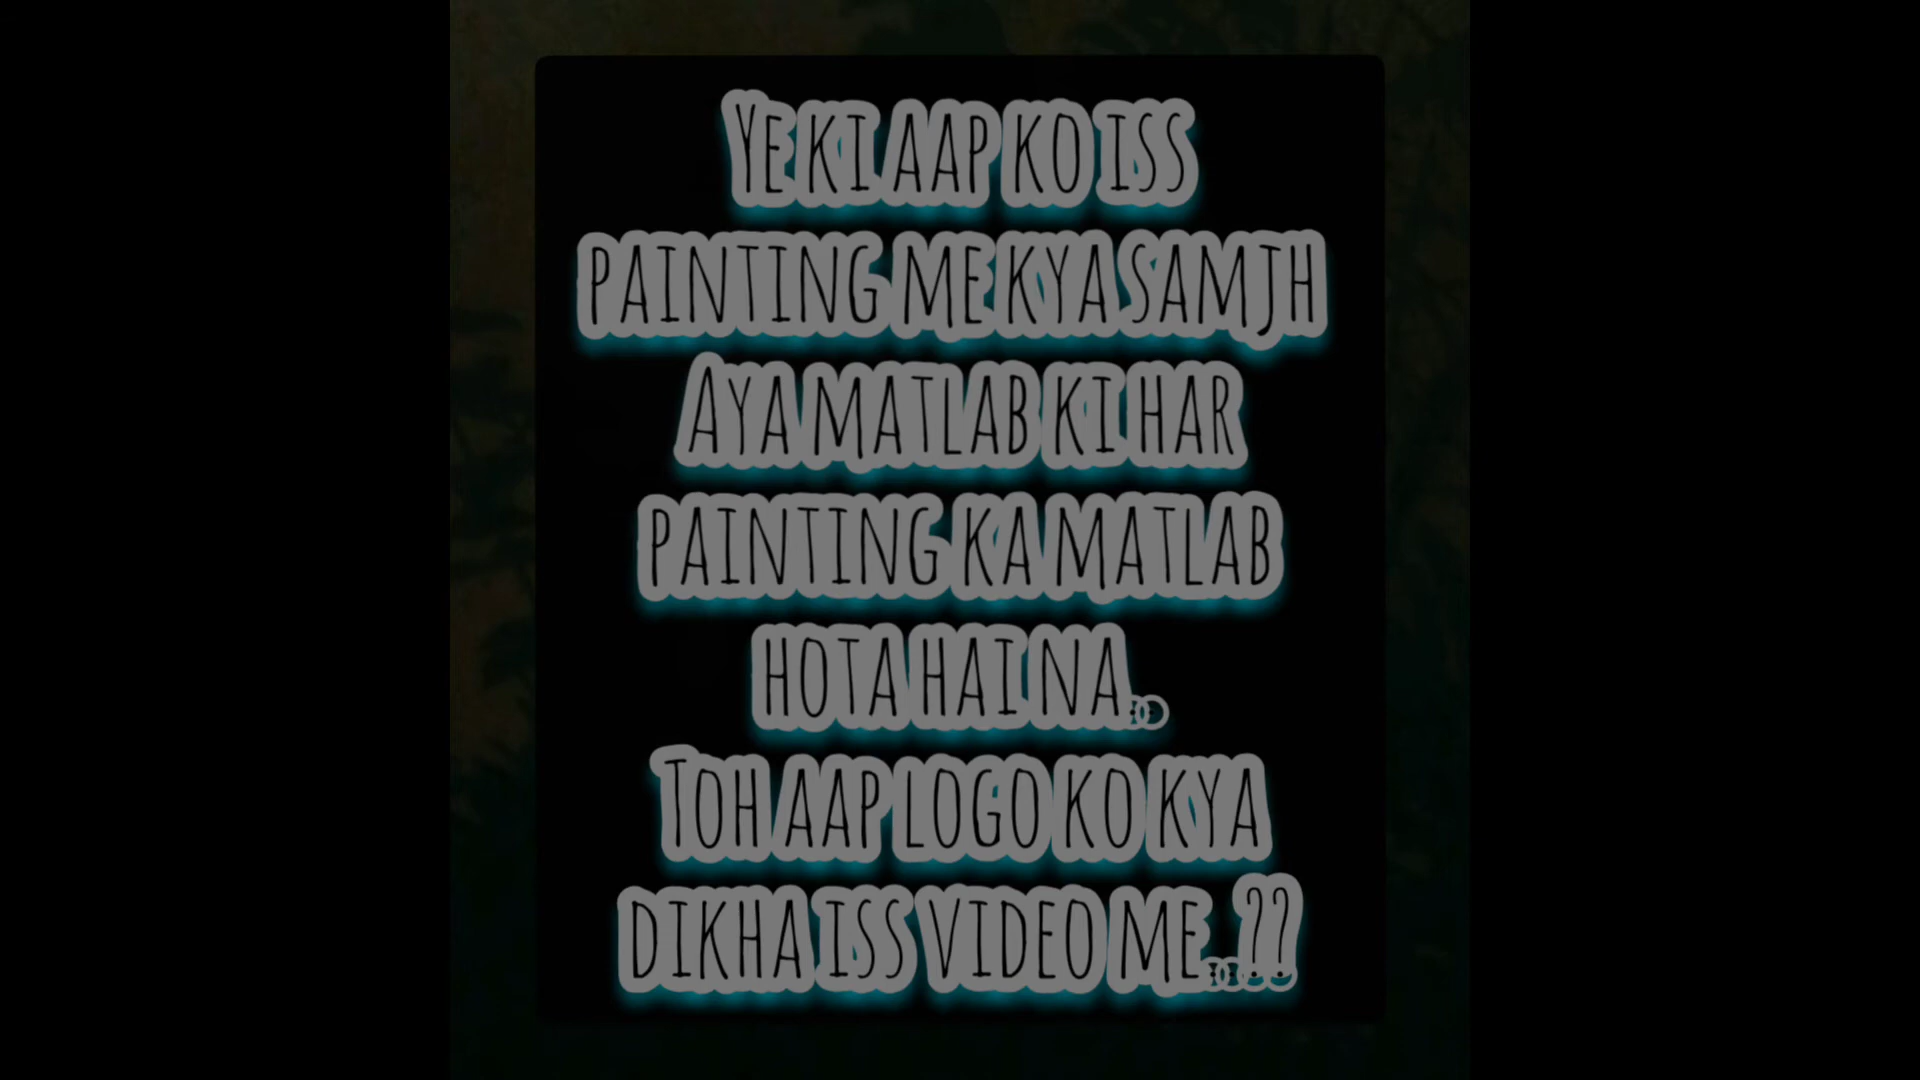 Ye ki aap ko iss
painting me kya samjh
Aya matlab ki har
painting ka matlab
hota hai na..
Toh aap logo ko kya
dikha iss video me..??